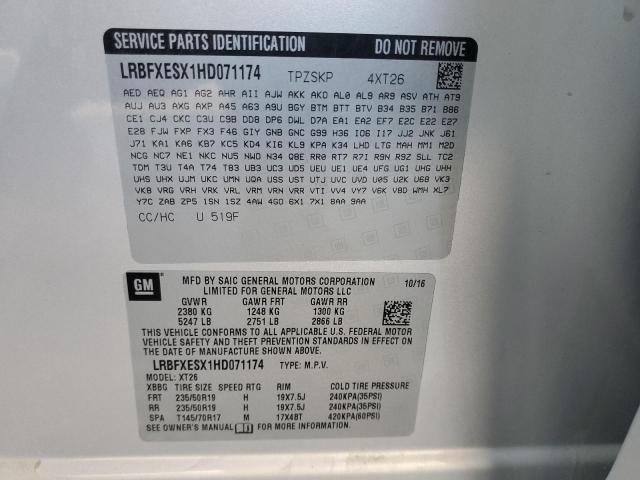 SERVICE PARTS IDENTIFICATION DO NOT REMOVE
LRBFXESX1HD071174 TPZSKP 4XT26
AED AEQ AG1 AG2 AHR AII AJW AKK AKO AL0 AL9 AR9 ASV ATH AT9
AUJ AU3 AXG AXP A45 A63 A9U BGY BTM BTT BTV B34 B35 B71 B86
CE1 CJ4 CKC C3U C9B DD8 DP6 DWL D7A EA1 EA2 EF7 E2C E22 E27
E28 FJW FXP FX3 F46 GIY GNB GNC G99 H36 IO6 I17 JJ2 JNK J61
J71 KA1 KA6 KB7 KC5 KD4 KI6 KL9 KPA K34 LHD LTG MAH MM1 M2D
NCG NC7 NE1 NKC NU5 NWO N34 Q8E RR0 RT7 R7I R9N R9Z SLL TC2
TDM T3U T4A T74 T83 UB3 UC3 UD5 UEU UE1 UE4 UFG UG1 UHG UHH
UHS UHX UJM UKC UMN UQA USS UST UTJ UVC UVD U05 U2K U68 VK3
VKB VRG VRH VRK VRL VRM VRN VRR VTI VV4 VY7 V6K V8D WMH XL7
Y7C ZAB ZP5 1SN 1SZ 4AW 4GO 6X1 7X1 8AA 9AA
CC/HC U 519F
GM
MFD BY SAIC GENERAL MOTORS CORPORATION 10/16
LIMITED FOR GENERAL MOTORS LLC
GVWR GAWR FRT GAWR RR
2380 KG 1248 KG 1300 KG
5247 LB 2751 LB 2866 LB
THIS VEHICLE CONFORMS TO ALL APPLICABLE U.S. FEDERAL MOTOR
VEHICLE SAFETY AND THEFT PREVENTION STANDARDS IN EFFECT
ON THE DATE OF MANUFACTURE SHOWN ABOVE.
LRBFXESX1HD071174 TYPE: M.P.V.
MODEL: XT26
XBBG TIRE SIZE SPEED RTG RIM COLD TIRE PRESSURE
FRT 235/50R19 H 19X7.5J 240KPA(35PSI)
RR 235/50R19 H 19X7.5J 240KPA(35PSI)
SPA T145/70R17 M 17X4BT 420KPA(60PSI)
SEE OWNER'S MANUAL FOR MORE INFORMATION